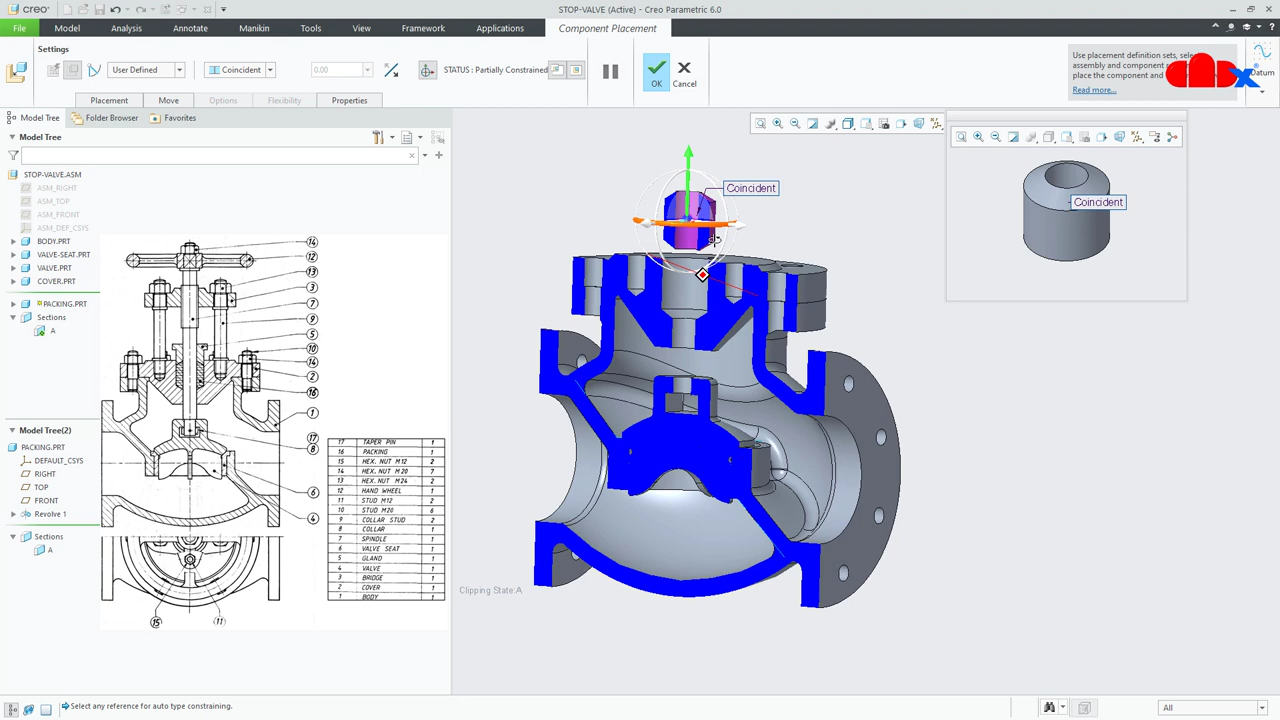 creo
STOP-VALVE (Active) - Creo Parametric 6.0
File Model Analysis Annotate Manikin Tools View Framework Applications Component Placement
Settings
User Defined
Coincident
0.00
STATUS: Partially Constrained
OK
Cancel
Placement Move Options Flexibility Properties
Use placement definition sets, selec
assembly and component
place the component and
Read more...
Datum
Model Tree Folder Browser Favorites
Model Tree
STOP-VALVE.ASM
ASM_RIGHT
ASM_TOP
ASM_FRONT
ASM_DEF_CSYS
BODY.PRT
VALVE-SEAT.PRT
VALVE.PRT
COVER.PRT
PACKING.PRT
Sections
A
Model Tree(2)
PACKING.PRT
DEFAULT_CSYS
RIGHT
TOP
FRONT
Revolve 1
Sections
A
14
12
13
3
7
9
5
10
14
2
16
1
17
8
6
4
15
11
17 TAPER PIN 1
16 PACKING 1
15 HEX. NUT M12 2
14 HEX. NUT M20 7
13 HEX. NUT M24 2
12 HAND WHEEL 1
11 STUD M12 2
10 STUD M20 6
9 COLLAR STUD 2
8 COLLAR 1
7 SPINDLE 1
6 VALVE SEAT 1
5 GLAND 1
4 VALVE 1
3 BRIDGE 1
2 COVER 1
1 BODY 1
Coincident
Coincident
Clipping State:A
Select any reference for auto type constraining.
All